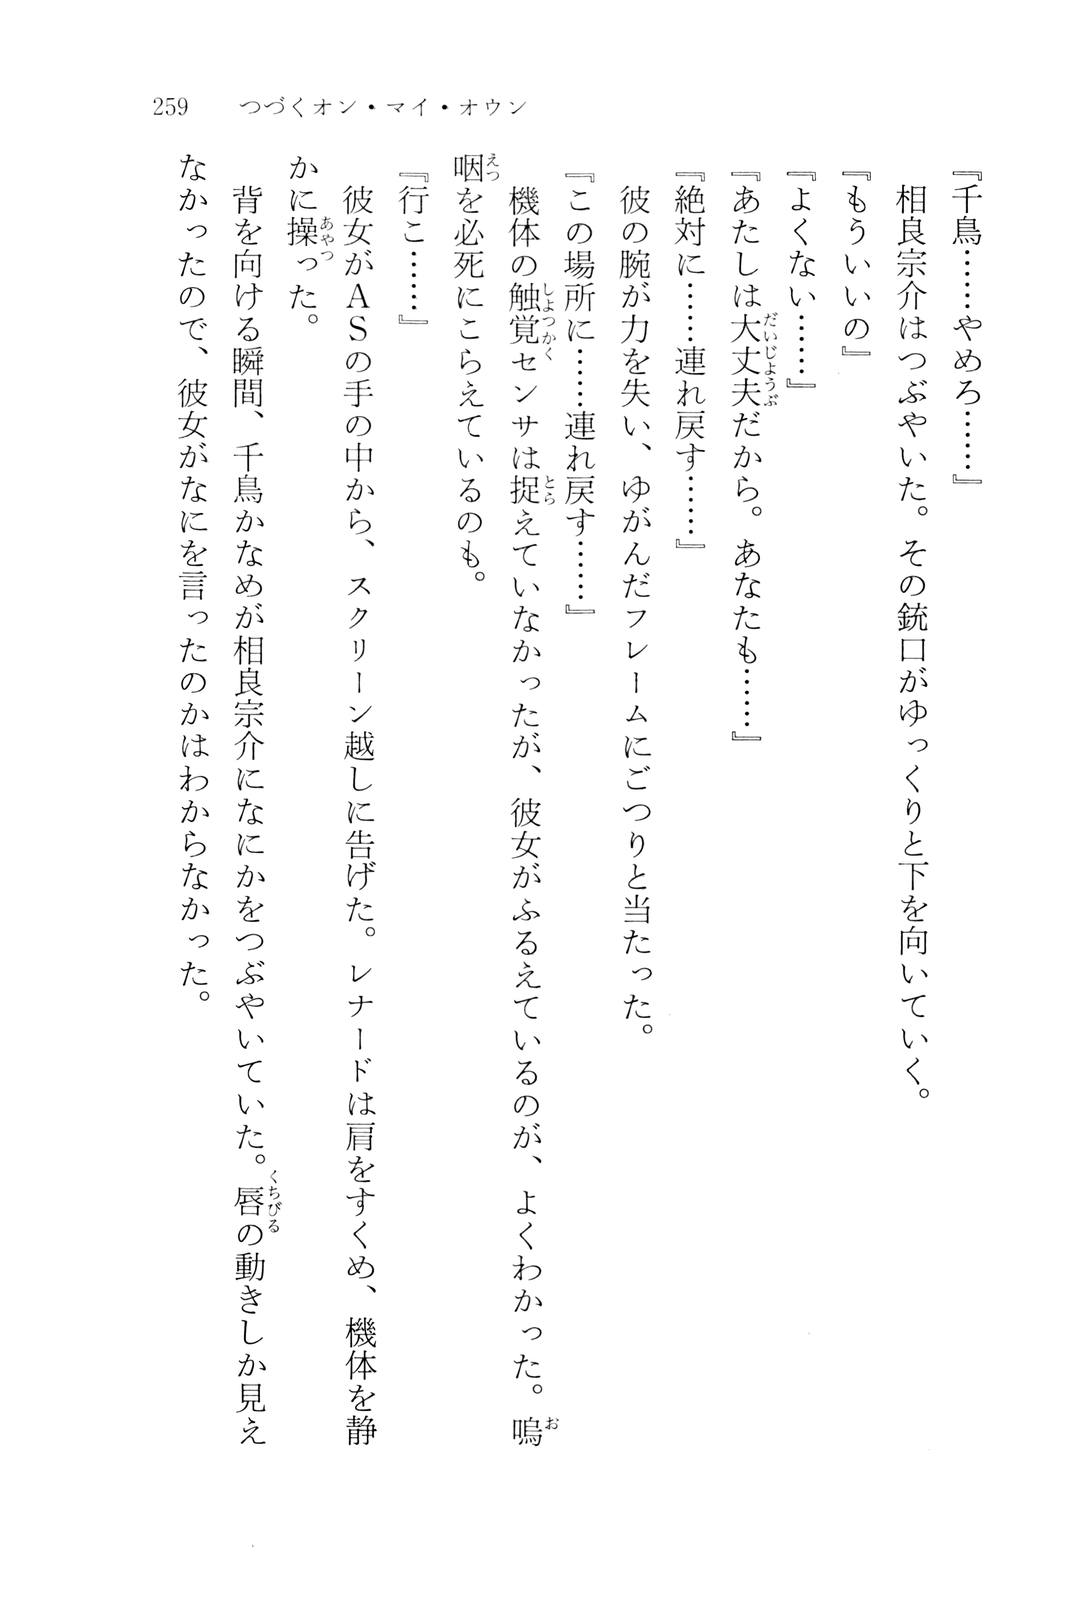 259　つづくオン・マイ・オウン
『千鳥……やめろ……』
　相良宗介はつぶやいた。その銃口がゆっくりと下を向いていく。
『もういいの』
『よくない……』
『あたしは大丈夫だから。あなたも……』
『絶対に……連れ戻す……』
　彼の腕が力を失い、ゆがんだフレームにごつりと当たった。
『この場所に……連れ戻す……』
　機体の触覚センサは捉えていなかったが、彼女がふるえているのが、よくわかった。嗚
咽を必死にこらえているのも。
『行こ……』
　彼女がＡＳの手の中から、スクリーン越しに告げた。レナードは肩をすくめ、機体を静
かに操った。
　背を向ける瞬間、千鳥かなめが相良宗介になにかをつぶやいていた。唇の動きしか見え
なかったので、彼女がなにを言ったのかはわからなかった。